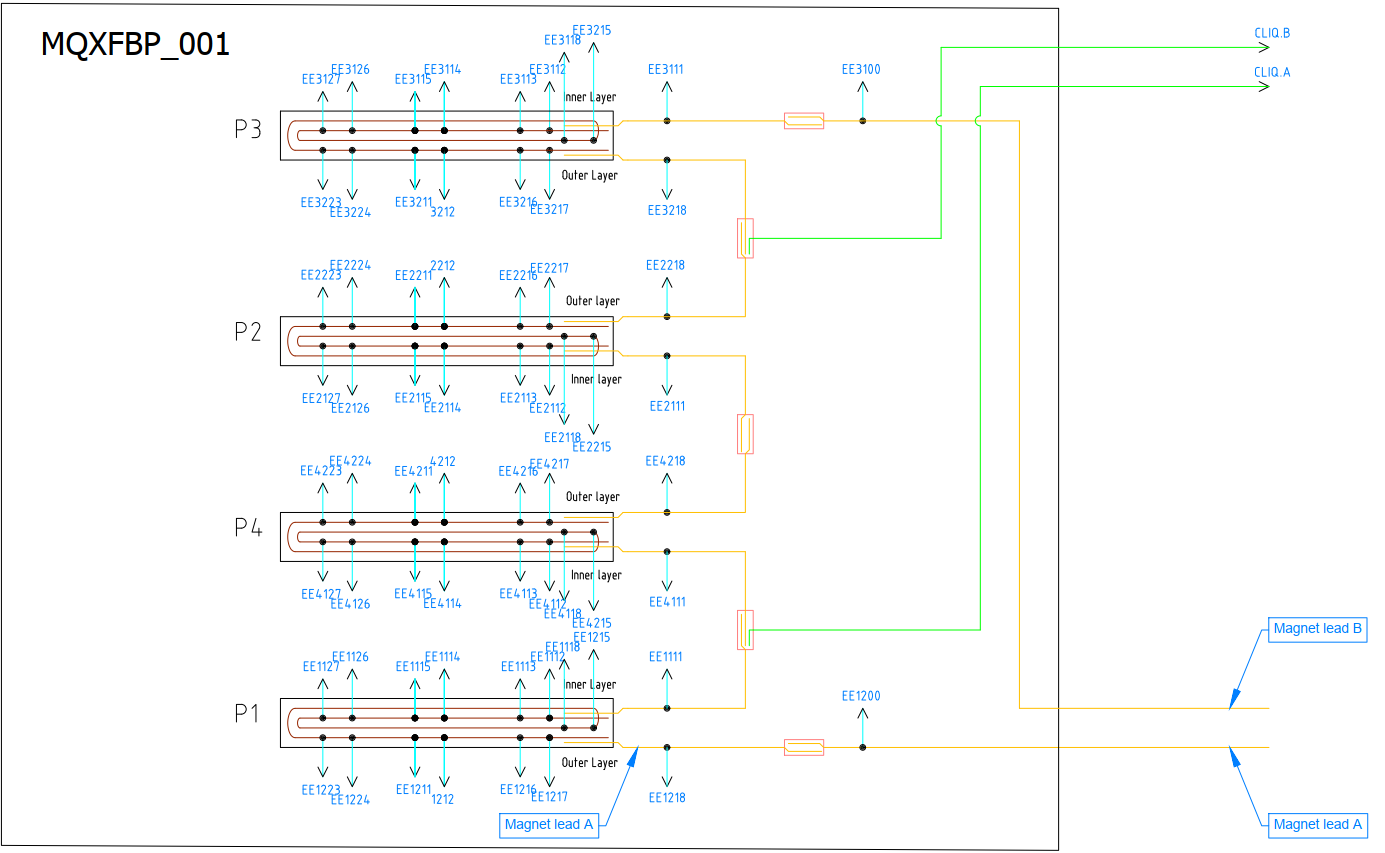 MQXFBP_001
EE3215
CLIQ.B
EE3118
EE3127 EE3126 EE3115 EE3114 EE3113 EE3112 EE3111 EE3100
CLIQ.A
Inner Layer
P3
Outer Layer
EE3223 EE3224 EE3211 3212 EE3216 EE3217 EE3218
EE2223 EE2224 EE2211 2212 EE2216 EE2217 EE2218
Outer layer
P2
Inner layer
EE2127 EE2126 EE2115 EE2114 EE2113 EE2112 EE2111
EE2118
EE2215
EE4223 EE4224 EE4211 4212 EE4216 EE4217 EE4218
Outer layer
P4
Inner layer
EE4127 EE4126 EE4115 EE4114 EE4113 EE4112 EE4111
EE4118
EE4215
EE1215
Magnet lead B
EE1118
EE1127 EE1126 EE1115 EE1114 EE1113 EE1112 EE1111
Inner Layer
EE1200
P1
Outer Layer
EE1223 EE1224 EE1211 1212 EE1216 EE1217 EE1218
Magnet lead A
Magnet lead A